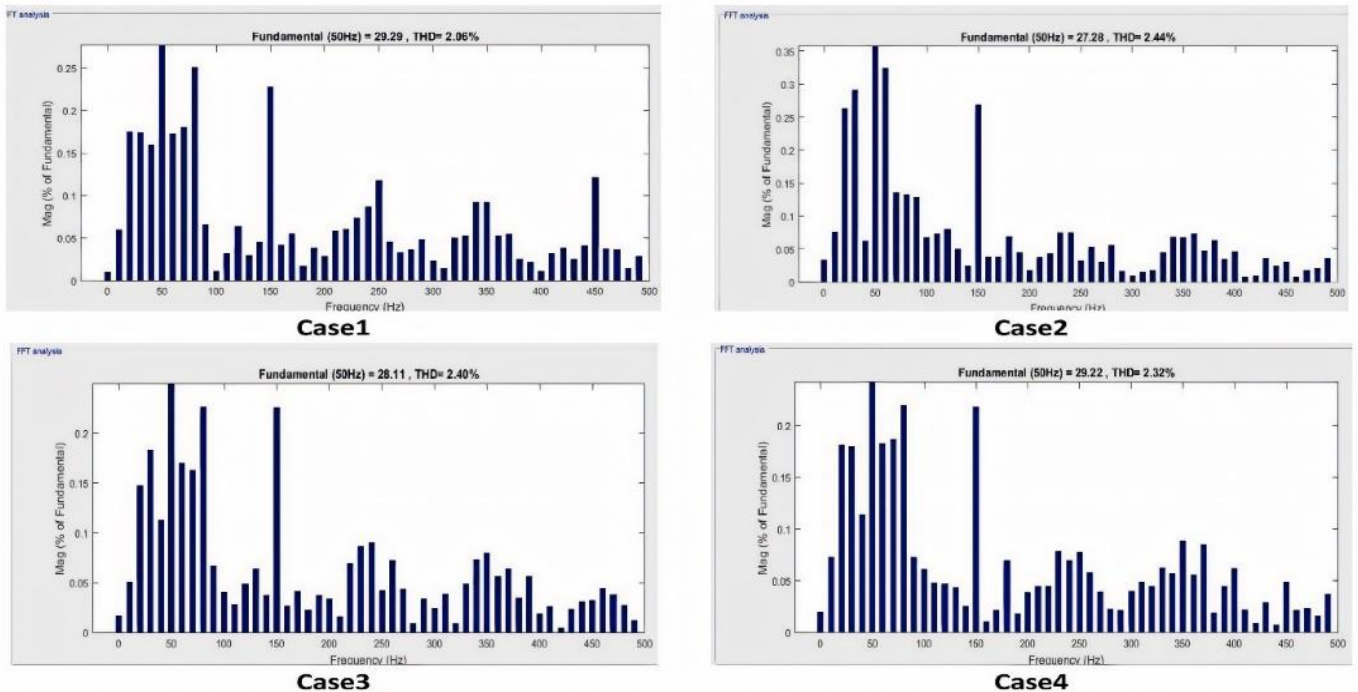 FT analysis
Fundamental (50Hz) = 29.29 , THD= 2.06%
Mag (% of Fundamental)
0.25
0.2
0.15
0.1
0.05
0
0 50 100 150 200 250 300 350 400 450 500
Frequency (Hz)
Case1
FFT analysis
Fundamental (50Hz) = 27.28 , THD= 2.44%
Mag (% of Fundamental)
0.35
0.3
0.25
0.2
0.15
0.1
0.05
0
0 50 100 150 200 250 300 350 400 450 500
Frequency (Hz)
Case2
FFT analysis
Fundamental (50Hz) = 28.11 , THD= 2.40%
Mag (% of Fundamental)
0.2
0.15
0.1
0.05
0
0 50 100 150 200 250 300 350 400 450 500
Frequency (Hz)
Case3
FFT analysis
Fundamental (50Hz) = 29.22 , THD= 2.32%
Mag (% of Fundamental)
0.2
0.15
0.1
0.05
0
0 50 100 150 200 250 300 350 400 450 500
Frequency (Hz)
Case4